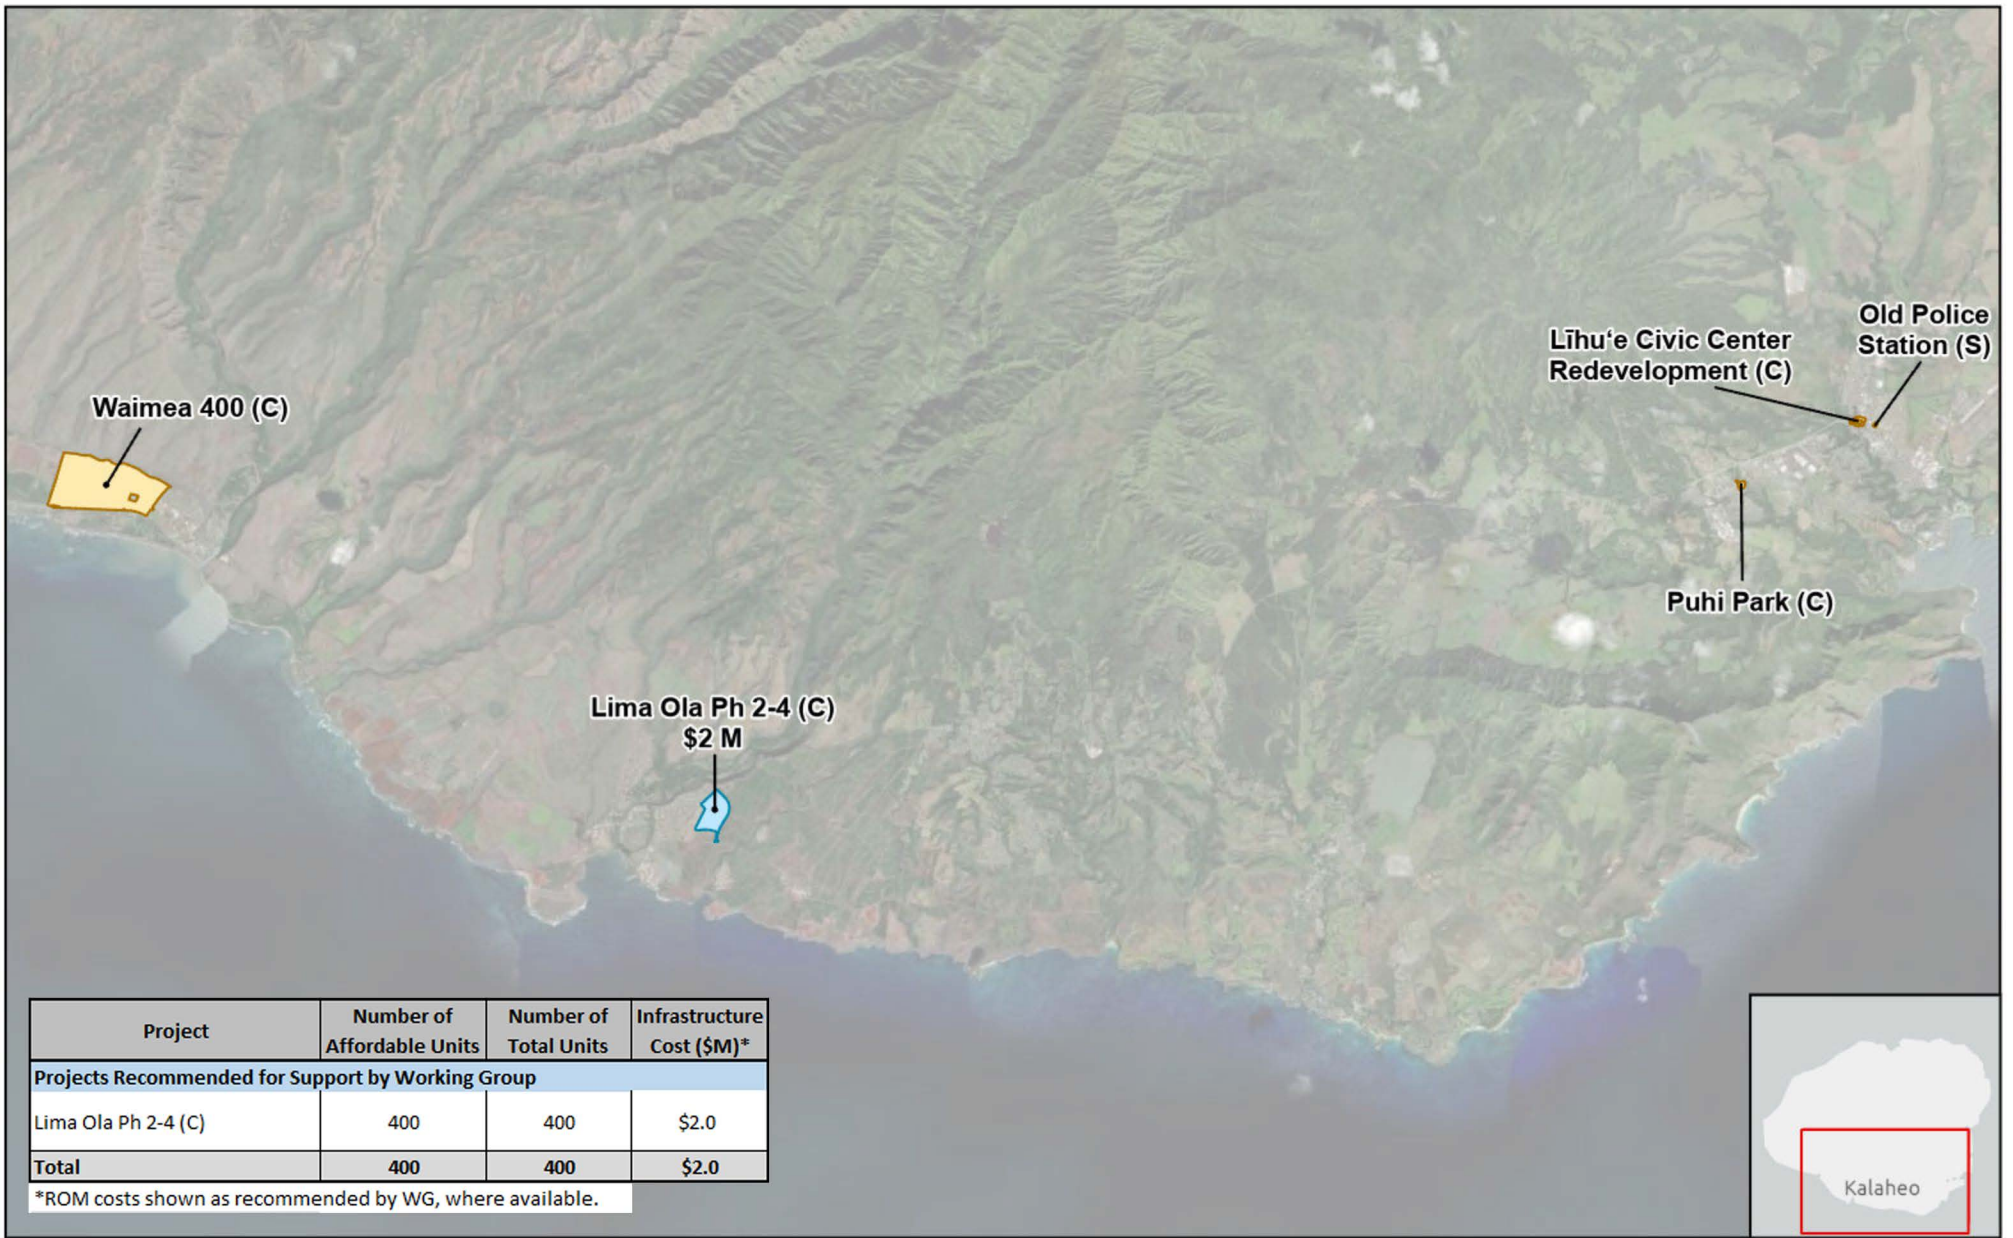 Waimea 400 (C)
Līhuʻe Civic Center
Redevelopment (C)
Old Police
Station (S)
Puhi Park (C)
Lima Ola Ph 2-4 (C)
$2 M
Project
Number of
Affordable Units
Number of
Total Units
Infrastructure
Cost ($M)*
Projects Recommended for Support by Working Group
Lima Ola Ph 2-4 (C) 400 400 $2.0
Total 400 400 $2.0
*ROM costs shown as recommended by WG, where available.
Kalaheo